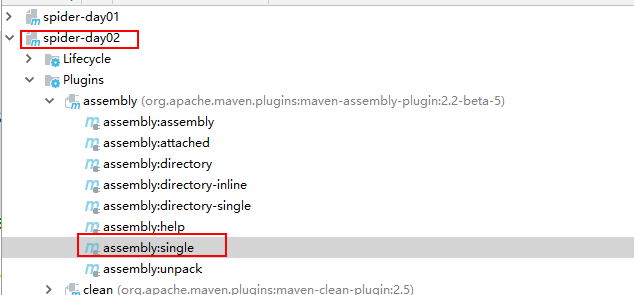 spider-day01
spider-day02
Lifecycle
Plugins
assembly (org.apache.maven.plugins:maven-assembly-plugin:2.2-beta-5)
assembly:assembly
assembly:attached
assembly:directory
assembly:directory-inline
assembly:directory-single
assembly:help
assembly:single
assembly:unpack
clean (org.apache.maven.plugins:maven-clean-plugin:2.5)